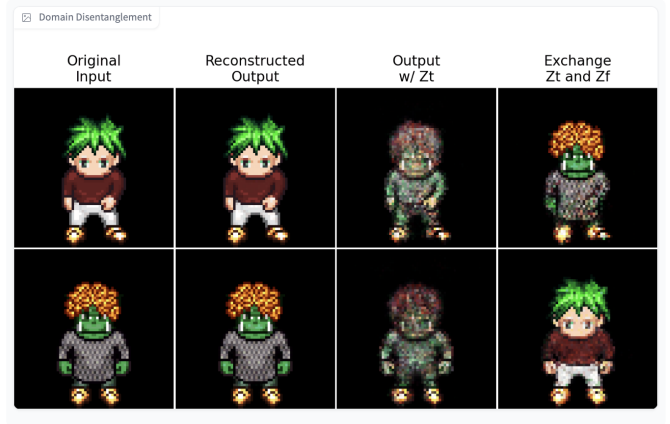 Domain Disentanglement
Original
Input
Reconstructed
Output
Output
w/ Zt
Exchange
Zt and Zf